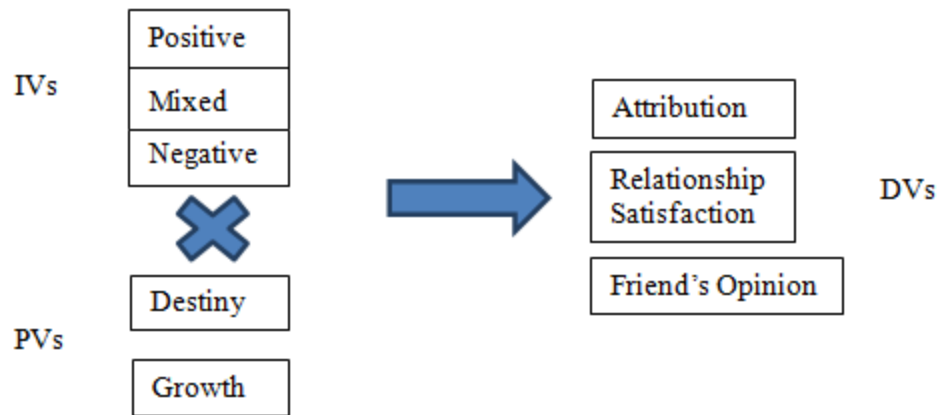 IVs
Positive
Mixed
Negative
PVs
Destiny
Growth
Attribution
Relationship
Satisfaction
Friend's Opinion
DVs